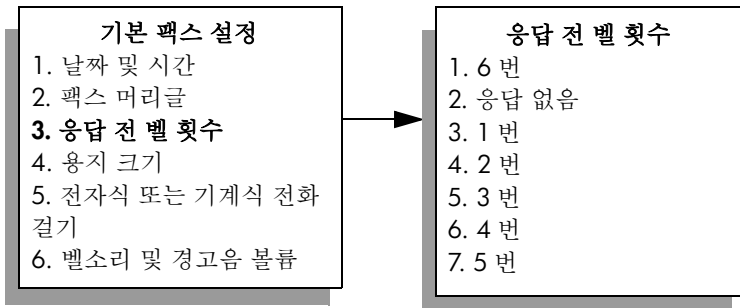 기본 팩스 설정
1. 날짜 및 시간
2. 팩스 머리글
3. 응답 전 벨 횟수
4. 용지 크기
5. 전자식 또는 기계식 전화
걸기
6. 벨소리 및 경고음 볼륨
응답 전 벨 횟수
1. 6 번
2. 응답 없음
3. 1 번
4. 2 번
5. 3 번
6. 4 번
7. 5 번